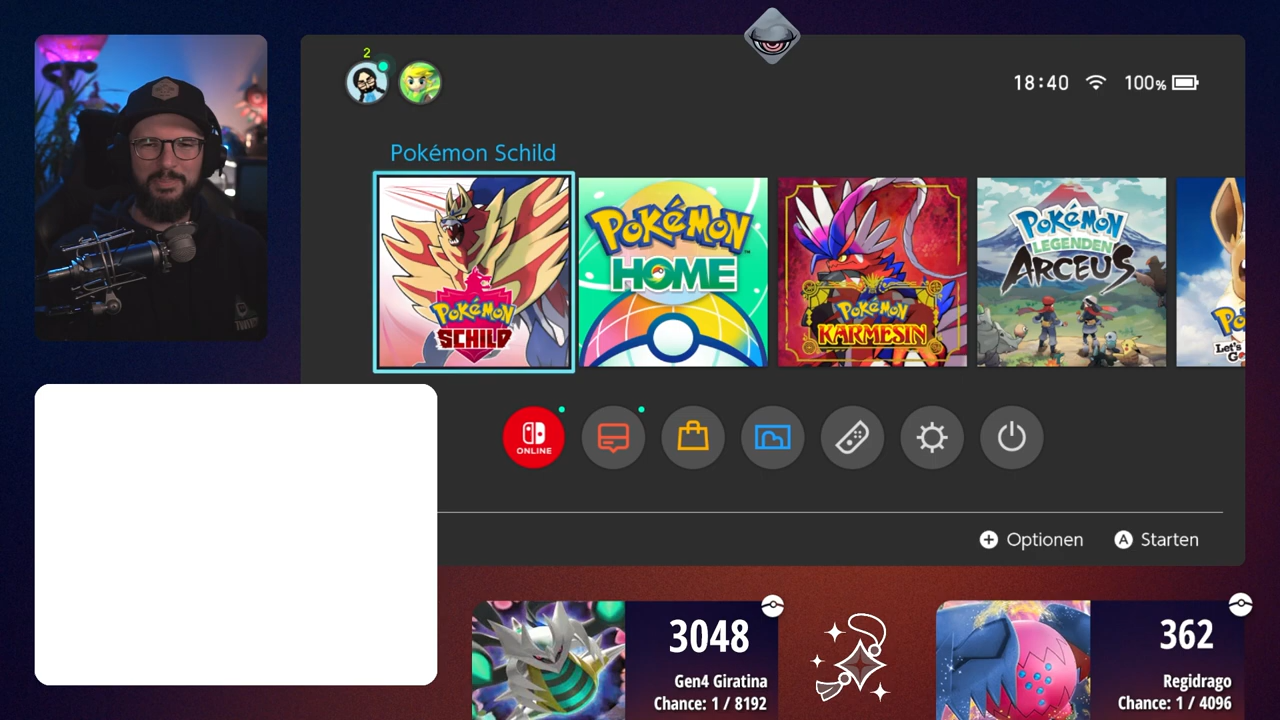 2
18:40
100%
Pokémon Schild
Pokémon
SCHILD
Pokémon
HOME
Pokémon
KARMESIN
Pokémon
LEGENDEN
ARCEUS
Let's
ONLINE
Optionen
A Starten
3048
Gen4 Giratina
Chance: 1 / 8192
362
Regidrago
Chance: 1 / 4096